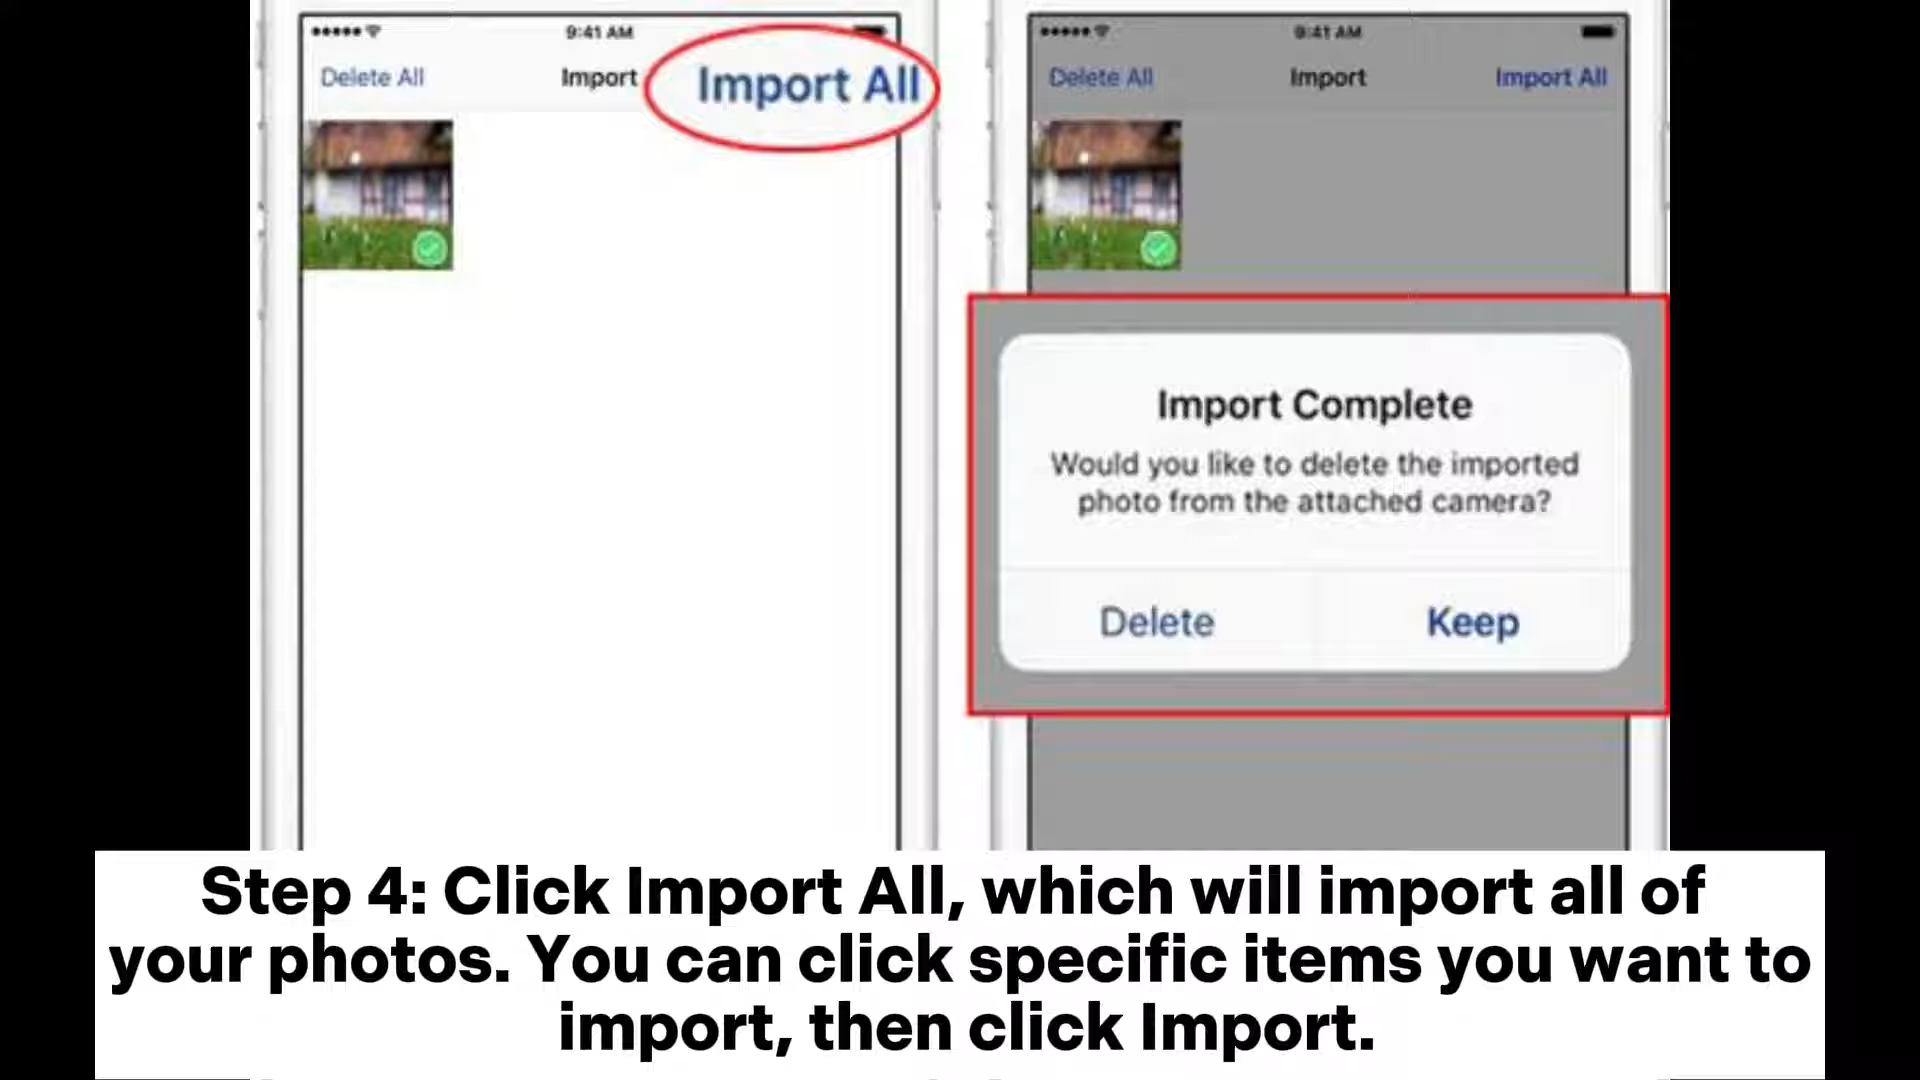 9:41 AM
Delete All Import Import All
9:41 AM
Delete All Import Import All
Import Complete
Would you like to delete the imported
photo from the attached camera?
Delete Keep
Step 4: Click Import All, which will import all of
your photos. You can click specific items you want to
import, then click Import.